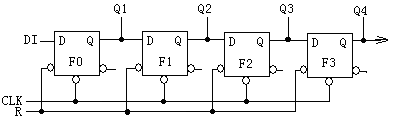 Q1 Q2 Q3 Q4
DI D Q D Q D Q D Q
F0 F1 F2 F3
CLK
R